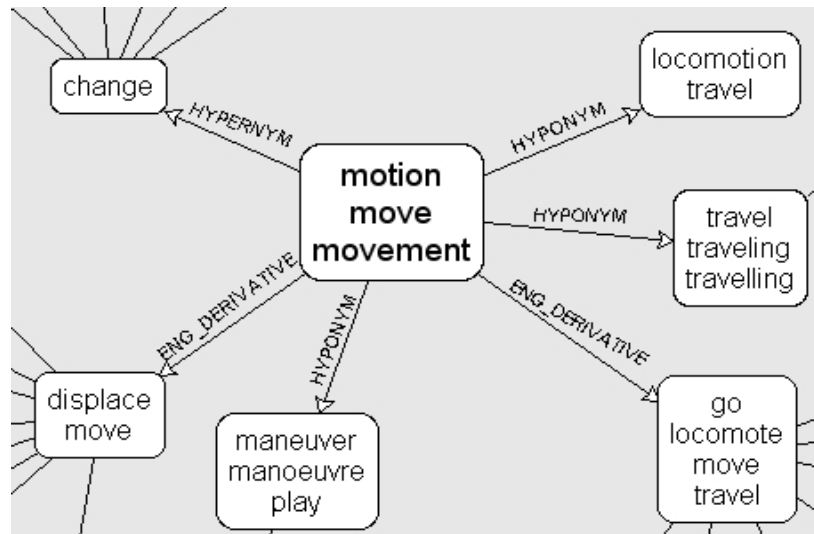 change
locomotion
travel
HYPERNYM
HYPONYM
motion
move
movement
HYPONYM
travel
traveling
travelling
ENG_DERIVATIVE
HYPONYM
ENG_DERIVATIVE
displace
move
maneuver
manoeuvre
play
go
locomote
move
travel